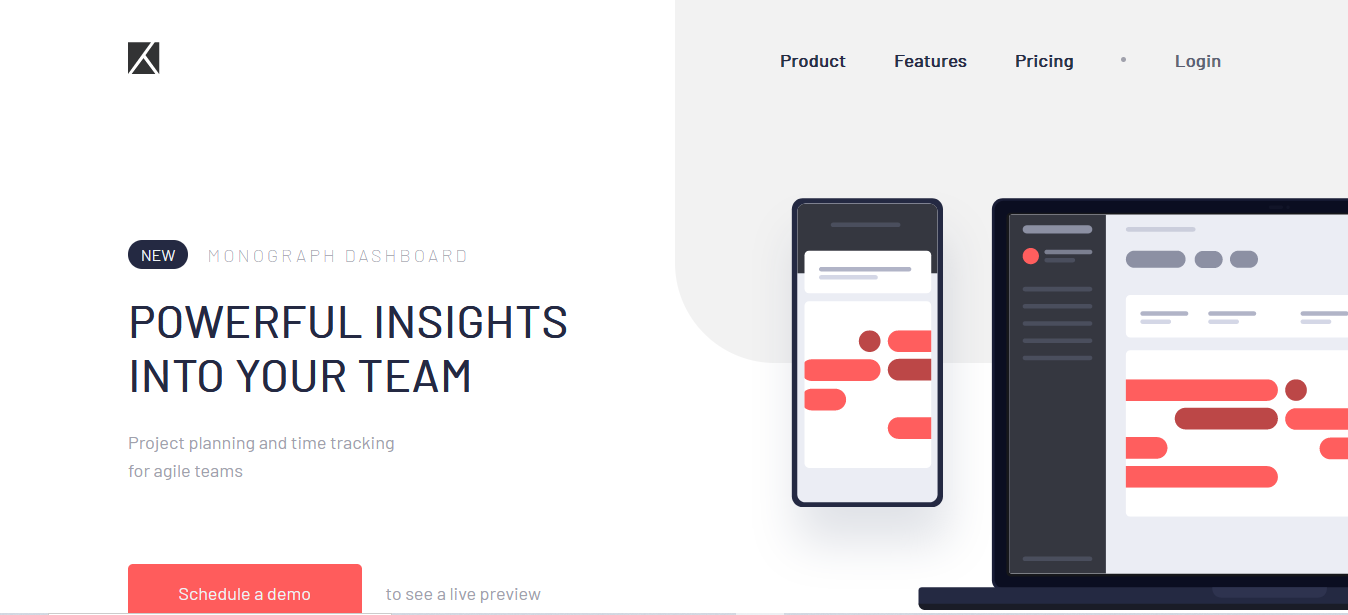 Product Features Pricing • Login
NEW MONOGRAPH DASHBOARD
POWERFUL INSIGHTS
INTO YOUR TEAM
Project planning and time tracking
for agile teams
Schedule a demo to see a live preview